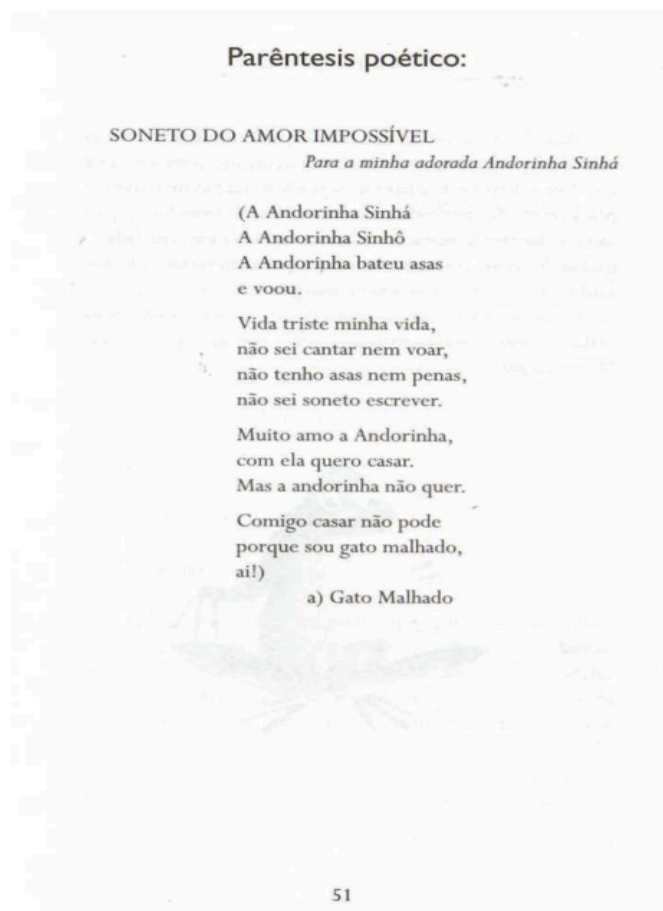 Parêntesis poético:
SONETO DO AMOR IMPOSSÍVEL
Para a minha adorada Andorinha Sinhá
(A Andorinha Sinhá
A Andorinha Sinhô
A Andorinha bateu asas
e voou.
Vida triste minha vida,
não sei cantar nem voar,
não tenho asas nem penas,
não sei soneto escrever.
Muito amo a Andorinha,
com ela quero casar.
Mas a andorinha não quer.
Comigo casar não pode
porque sou gato malhado,
ai!)
a) Gato Malhado
51